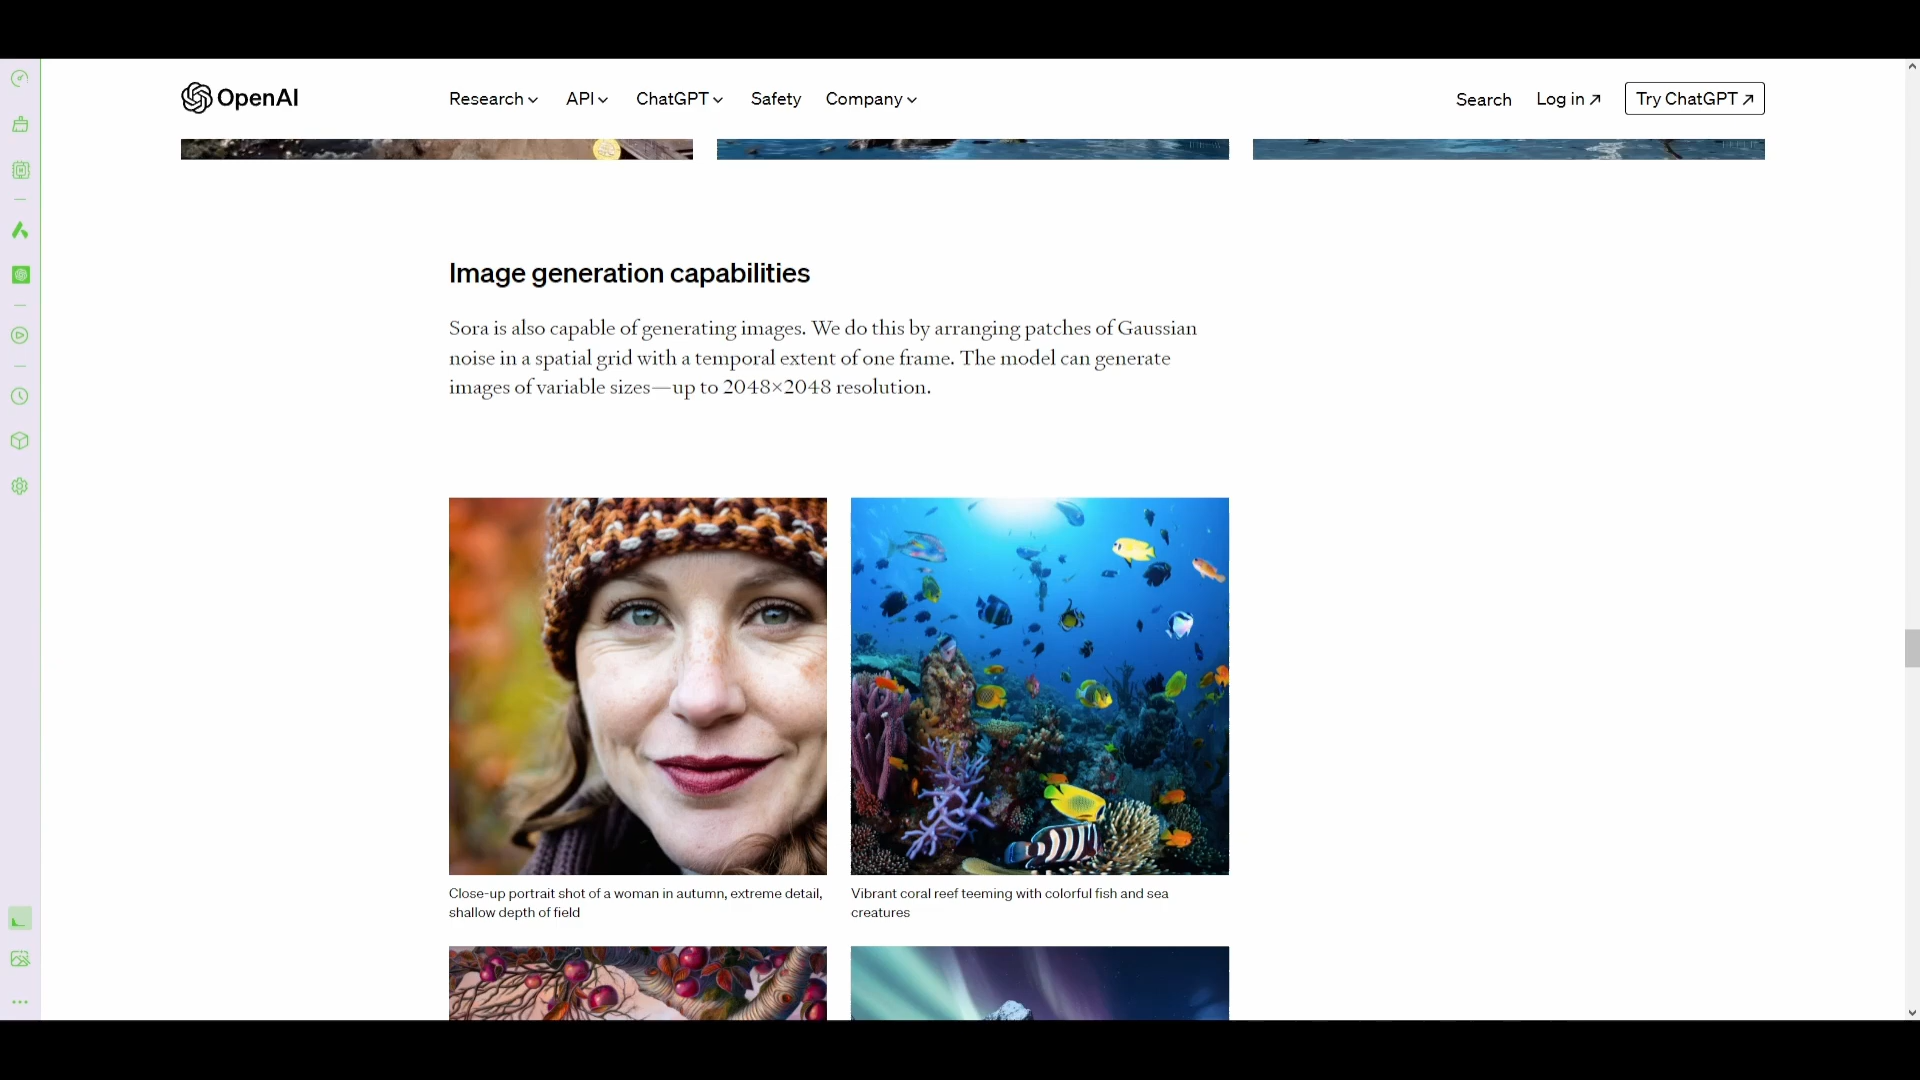 OpenAI
Research
API
ChatGPT
Safety
Company
Search
Log in ↗
Try ChatGPT ↗
Image generation capabilities
Sora is also capable of generating images. We do this by arranging patches of Gaussian
noise in a spatial grid with a temporal extent of one frame. The model can generate
images of variable sizes—up to 2048×2048 resolution.
Close-up portrait shot of a woman in autumn, extreme detail,
shallow depth of field
Vibrant coral reef teeming with colorful fish and sea
creatures